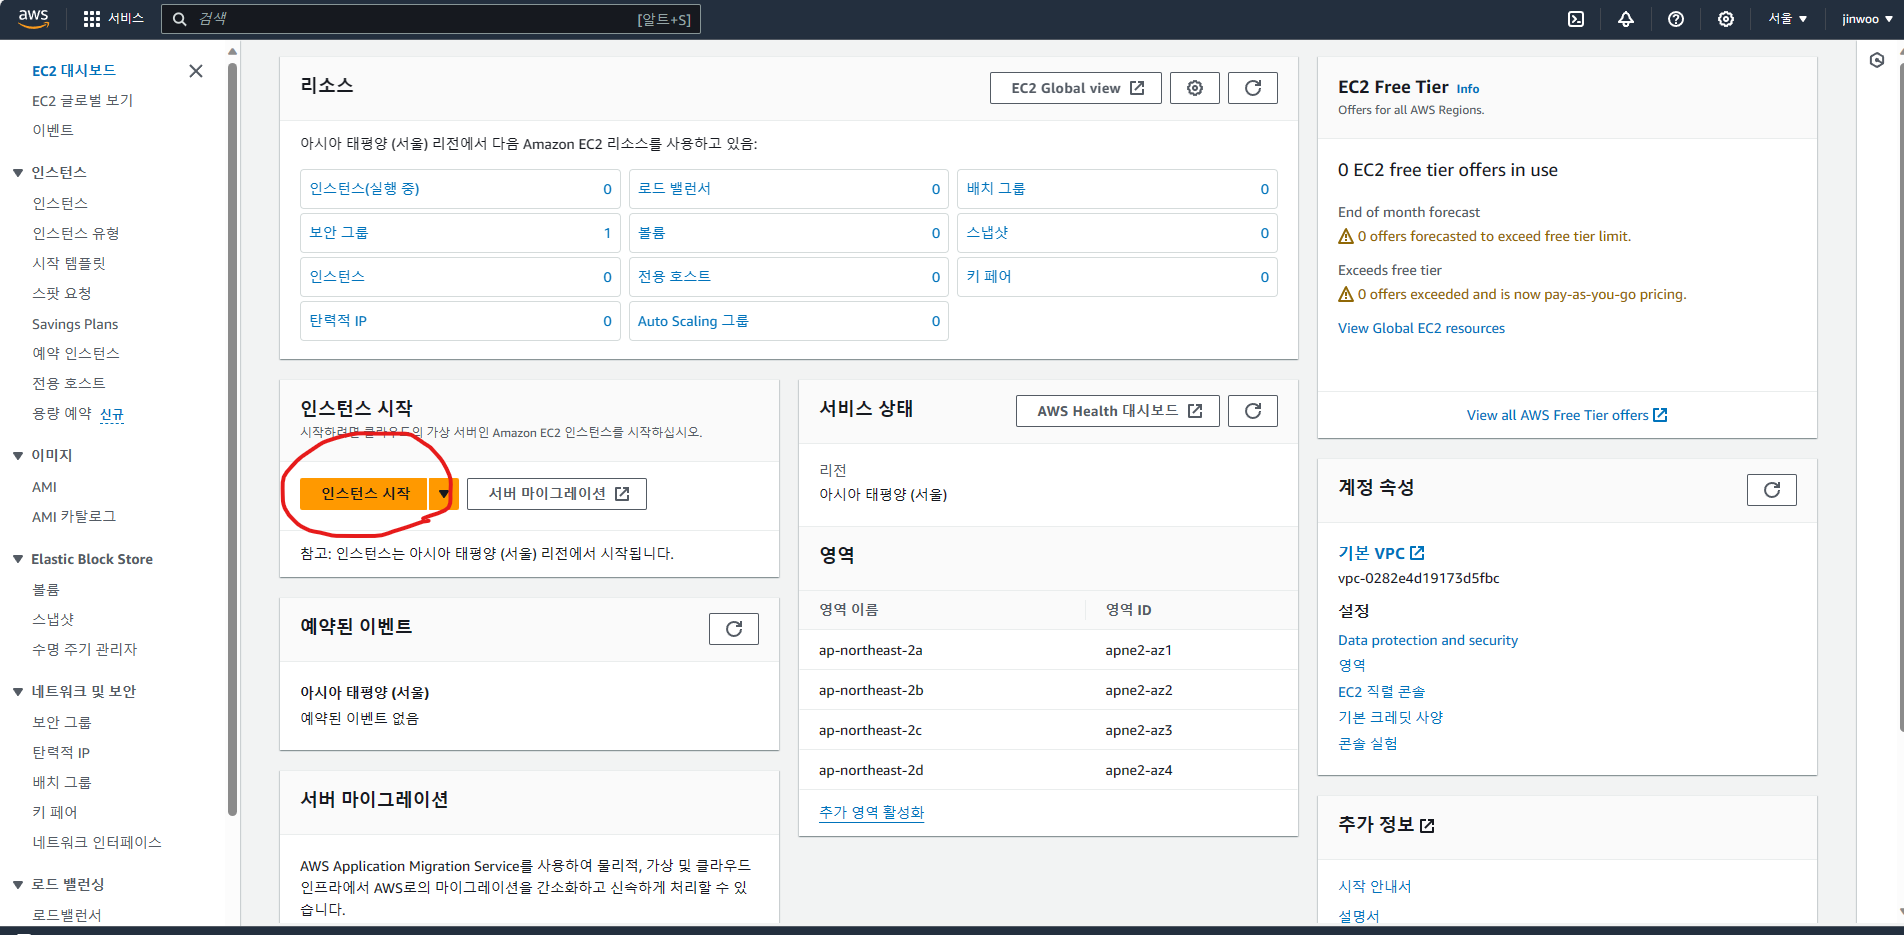 aws
서비스
검색
[알트+S]
서울 ▼
jinwoo ▼
EC2 대시보드
EC2 글로벌 보기
이벤트
▼ 인스턴스
인스턴스
인스턴스 유형
시작 템플릿
스팟 요청
Savings Plans
예약 인스턴스
전용 호스트
용량 예약 신규
▼ 이미지
AMI
AMI 카탈로그
▼ Elastic Block Store
볼륨
스냅샷
수명 주기 관리자
▼ 네트워크 및 보안
보안 그룹
탄력적 IP
배치 그룹
키 페어
네트워크 인터페이스
▼ 로드 밸런싱
로드밸런서
리소스
EC2 Global view
아시아 태평양 (서울) 리전에서 다음 Amazon EC2 리소스를 사용하고 있음:
인스턴스(실행 중) 0
로드 밸런서 0
배치 그룹 0
보안 그룹 1
볼륨 0
스냅샷 0
인스턴스 0
전용 호스트 0
키 페어 0
탄력적 IP 0
Auto Scaling 그룹 0
인스턴스 시작
시작하려면 클라우드의 가상 서버인 Amazon EC2 인스턴스를 시작하십시오.
인스턴스 시작 ▼
서버 마이그레이션
참고: 인스턴스는 아시아 태평양 (서울) 리전에서 시작됩니다.
예약된 이벤트
아시아 태평양 (서울)
예약된 이벤트 없음
서버 마이그레이션
AWS Application Migration Service를 사용하여 물리적, 가상 및 클라우드
인프라에서 AWS로의 마이그레이션을 간소화하고 신속하게 처리할 수 있
습니다.
서비스 상태
AWS Health 대시보드
리전
아시아 태평양 (서울)
영역
영역 이름 영역 ID
ap-northeast-2a apne2-az1
ap-northeast-2b apne2-az2
ap-northeast-2c apne2-az3
ap-northeast-2d apne2-az4
추가 영역 활성화
EC2 Free Tier Info
Offers for all AWS Regions.
0 EC2 free tier offers in use
End of month forecast
0 offers forecasted to exceed free tier limit.
Exceeds free tier
0 offers exceeded and is now pay-as-you-go pricing.
View Global EC2 resources
View all AWS Free Tier offers
계정 속성
기본 VPC
vpc-0282e4d19173d5fbc
설정
Data protection and security
영역
EC2 직렬 콘솔
기본 크레딧 사양
콘솔 실험
추가 정보
시작 안내서
설명서